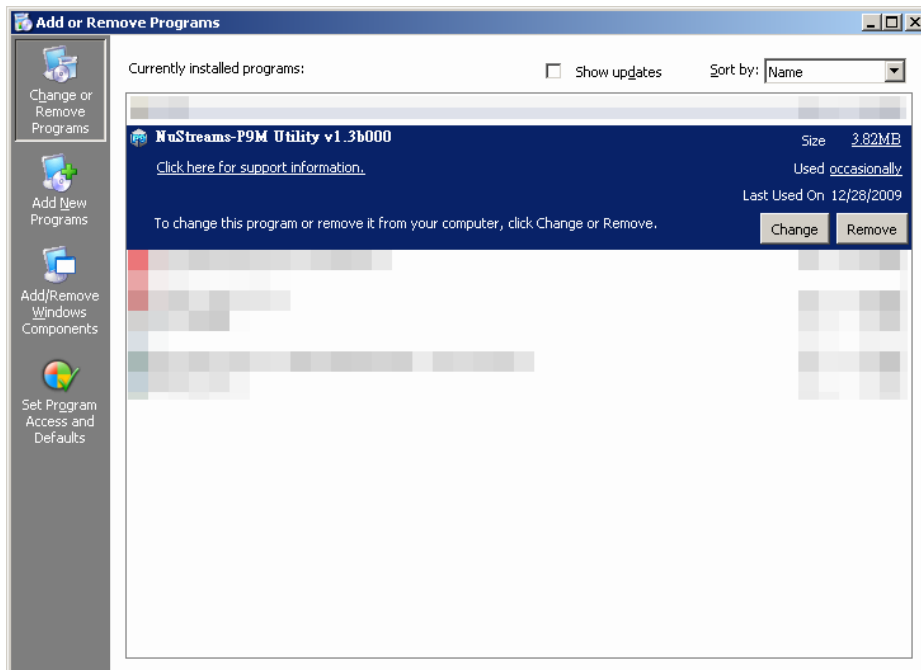 Add or Remove Programs
Change or
Remove
Programs
Add New
Programs
Add/Remove
Windows
Components
Set Program
Access and
Defaults
Currently installed programs:
Show updates
Sort by: Name
NuStreams-P9M Utility v1.3b000
Size 3.82MB
Click here for support information.
Used occasionally
Last Used On 12/28/2009
To change this program or remove it from your computer, click Change or Remove.
Change Remove